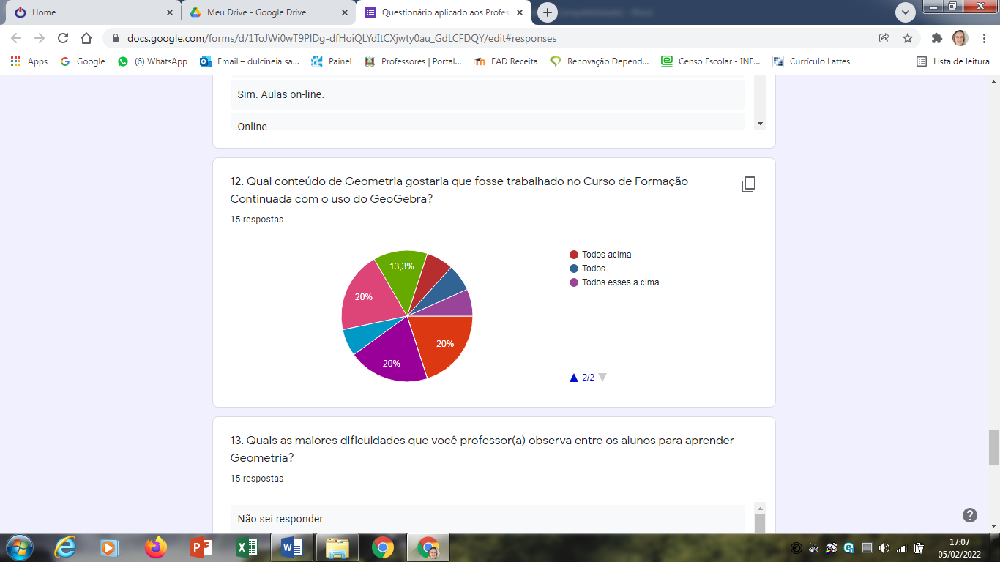 Home
Meu Drive - Google Drive
Questionário aplicado aos Profes
docs.google.com/forms/d/1ToJWi0wT9PIDg-dfHoiQLYdItCXjwty0au_GdLCFDQY/edit#responses
Apps
Google
(6) WhatsApp
Email – dulcineia sa...
Painel
Professores | Portal...
EAD Receita
Renovação Depend...
Censo Escolar - INE...
Currículo Lattes
Lista de leitura
Sim. Aulas on-line.
Online
12. Qual conteúdo de Geometria gostaria que fosse trabalhado no Curso de Formação
Continuada com o uso do GeoGebra?
15 respostas
13,3%
20%
20%
20%
Todos acima
Todos
Todos esses a cima
2/2
13. Quais as maiores dificuldades que você professor(a) observa entre os alunos para aprender
Geometria?
15 respostas
Não sei responder
17:07
05/02/2022